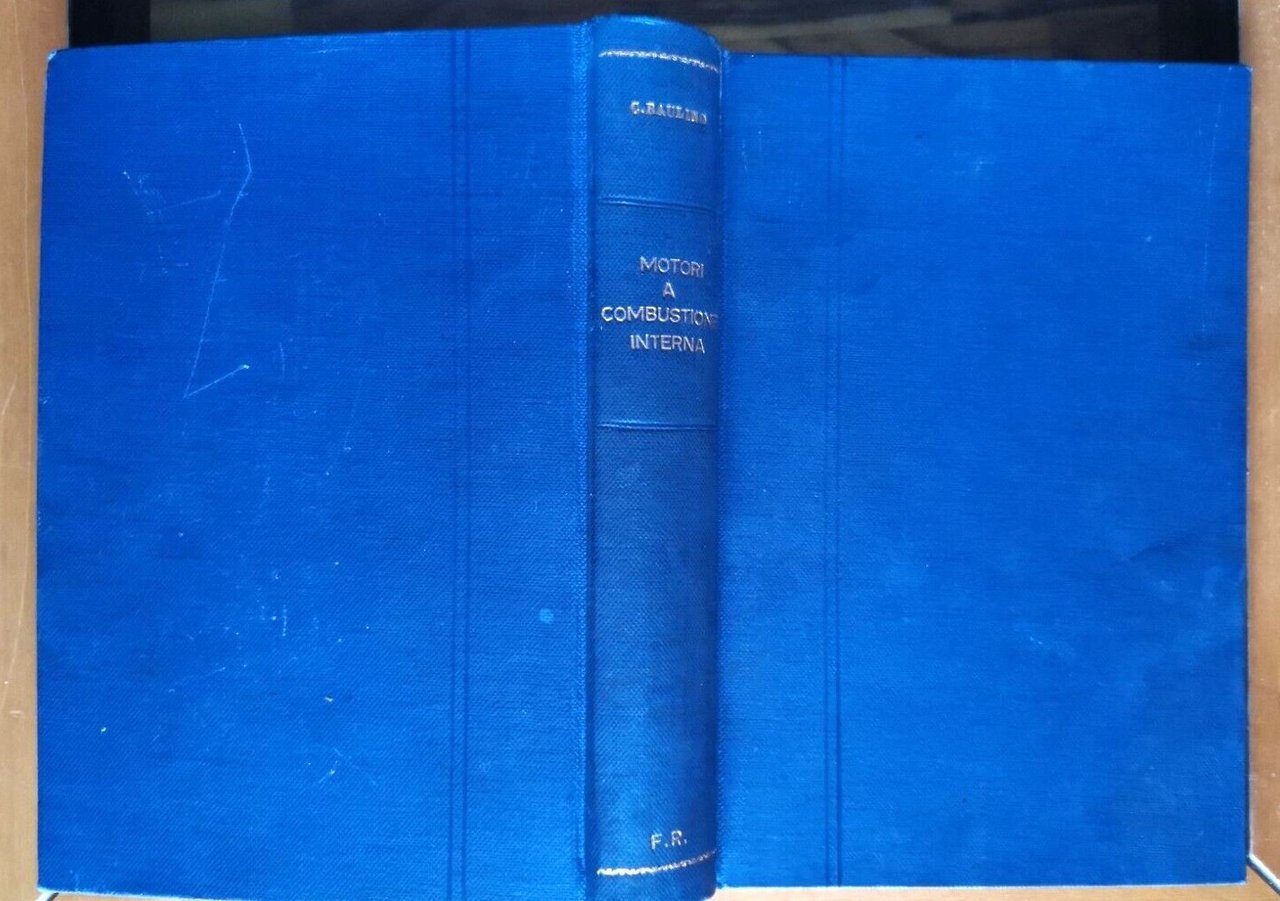 G.BAULINO
MOTORI
A
COMBUSTIONE
INTERNA
F.R.